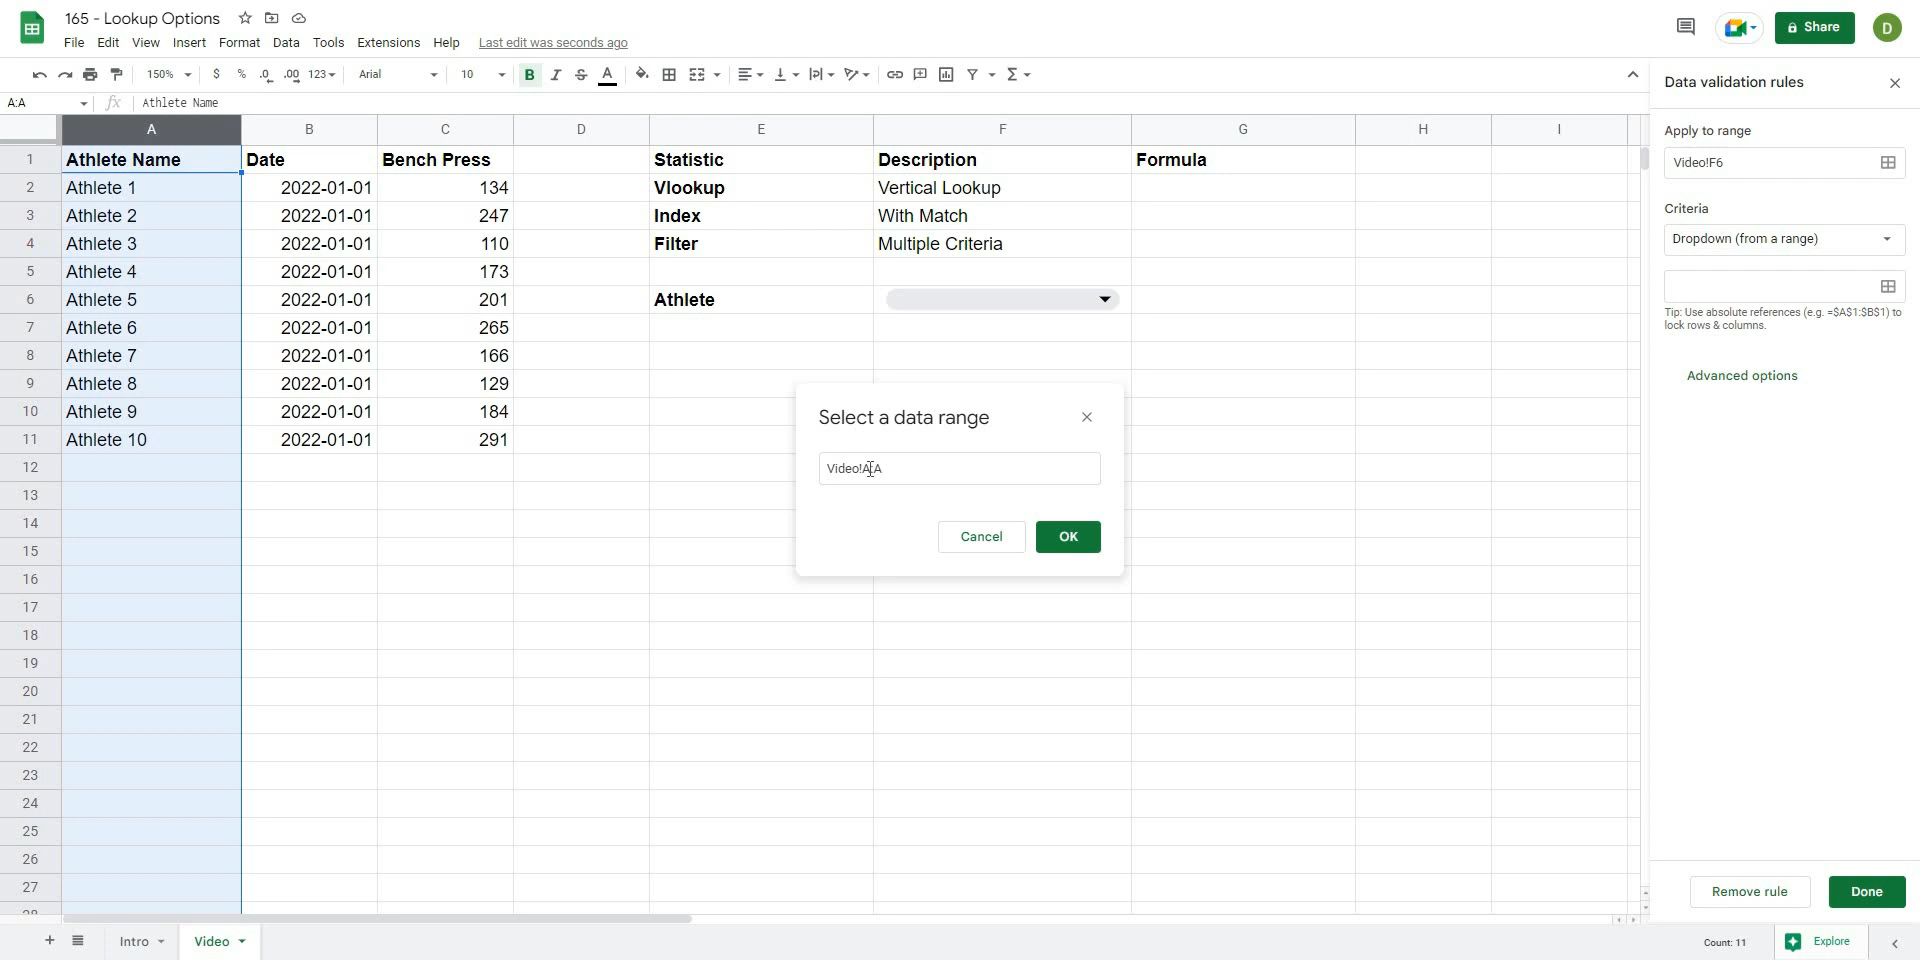 165 - Lookup Options
File Edit View Insert Format Data Tools Extensions Help Last edit was seconds ago
Share
D
150% $ % .0 .00 123 Arial 10 B I S A
A:A fx Athlete Name
A B C D E F G H I
1 Athlete Name Date Bench Press Statistic Description Formula
2 Athlete 1 2022-01-01 134 Vlookup Vertical Lookup
3 Athlete 2 2022-01-01 247 Index With Match
4 Athlete 3 2022-01-01 110 Filter Multiple Criteria
5 Athlete 4 2022-01-01 173
6 Athlete 5 2022-01-01 201 Athlete
7 Athlete 6 2022-01-01 265
8 Athlete 7 2022-01-01 166
9 Athlete 8 2022-01-01 129
10 Athlete 9 2022-01-01 184
11 Athlete 10 2022-01-01 291
12
13
14
15
16
17
18
19
20
21
22
23
24
25
26
27
28
Select a data range
Video!A:A
Cancel OK
Data validation rules
Apply to range
Video!F6
Criteria
Dropdown (from a range)
Tip: Use absolute references (e.g. =$A$1:$B$1) to
lock rows & columns.
Advanced options
Remove rule Done
Intro Video
Count: 11
Explore